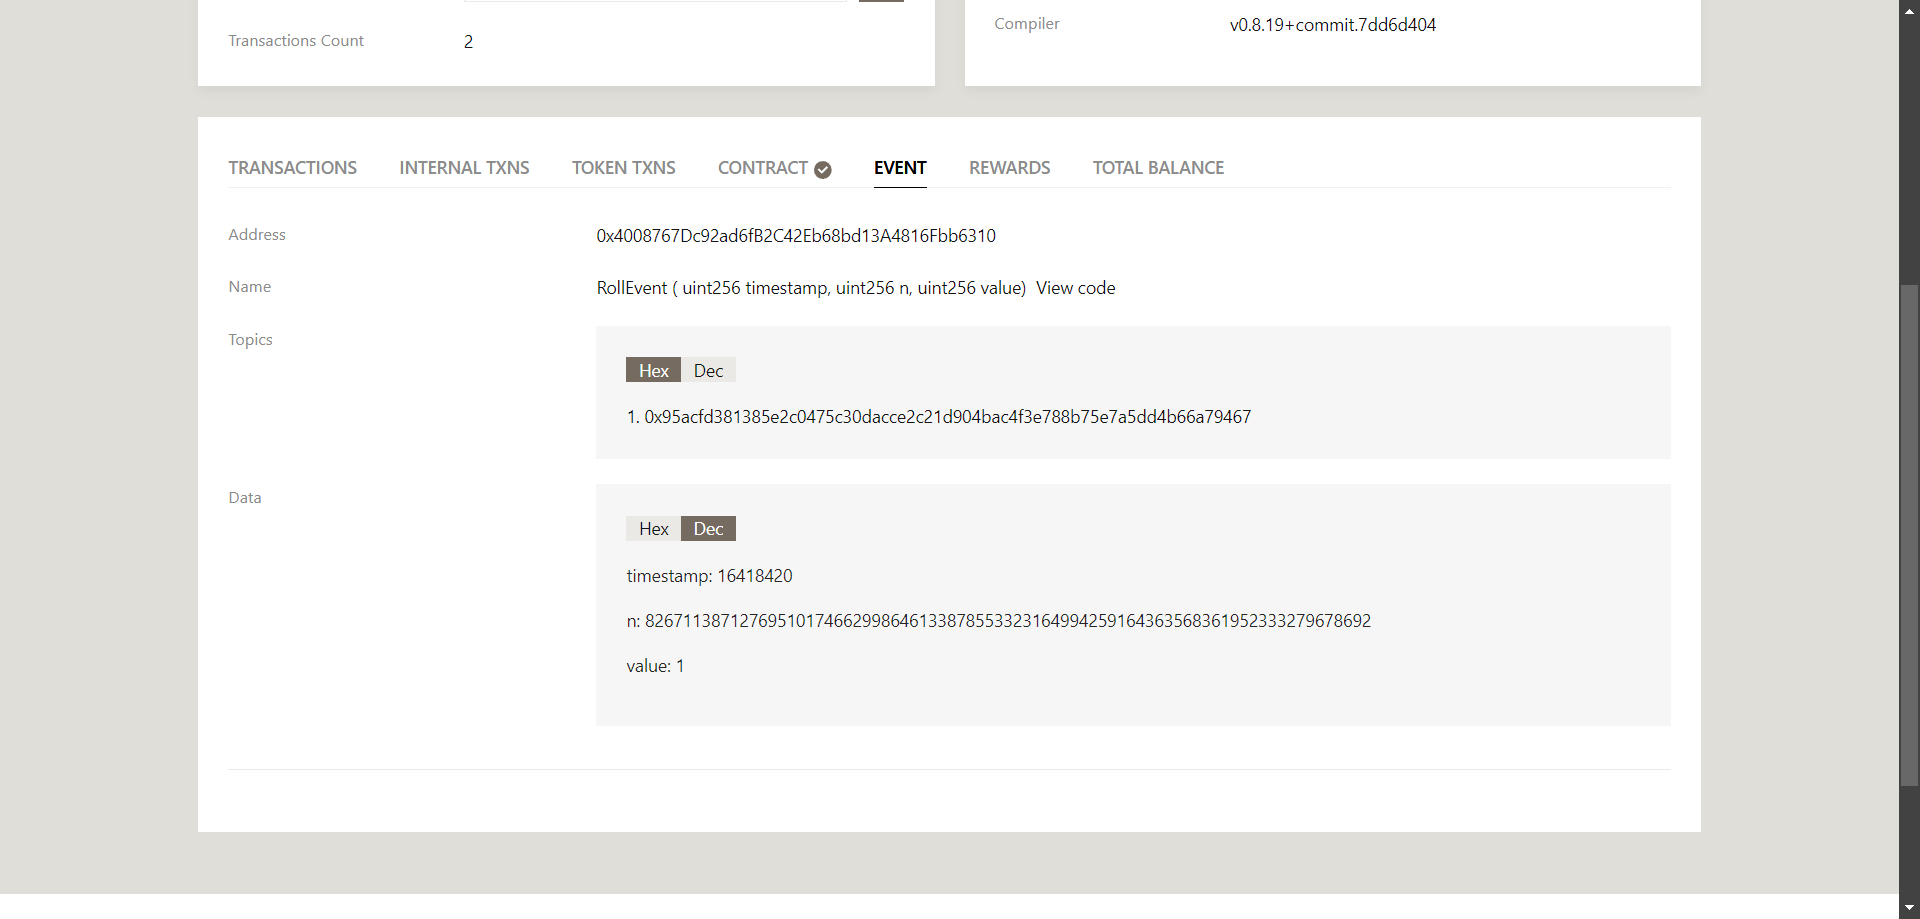 Transactions Count 2
Compiler v0.8.19+commit.7dd6d404
TRANSACTIONS INTERNAL TXNS TOKEN TXNS CONTRACT EVENT REWARDS TOTAL BALANCE
Address 0x4008767Dc92ad6fB2C42Eb68bd13A4816Fbb6310
Name RollEvent ( uint256 timestamp, uint256 n, uint256 value) View code
Topics
Hex Dec
1. 0x95acfd381385e2c0475c30dacce2c21d904bac4f3e788b75e7a5dd4b66a79467
Data
Hex Dec
timestamp: 16418420
n: 82671138712769510174662998646133878553323164994259164363568361952333279678692
value: 1